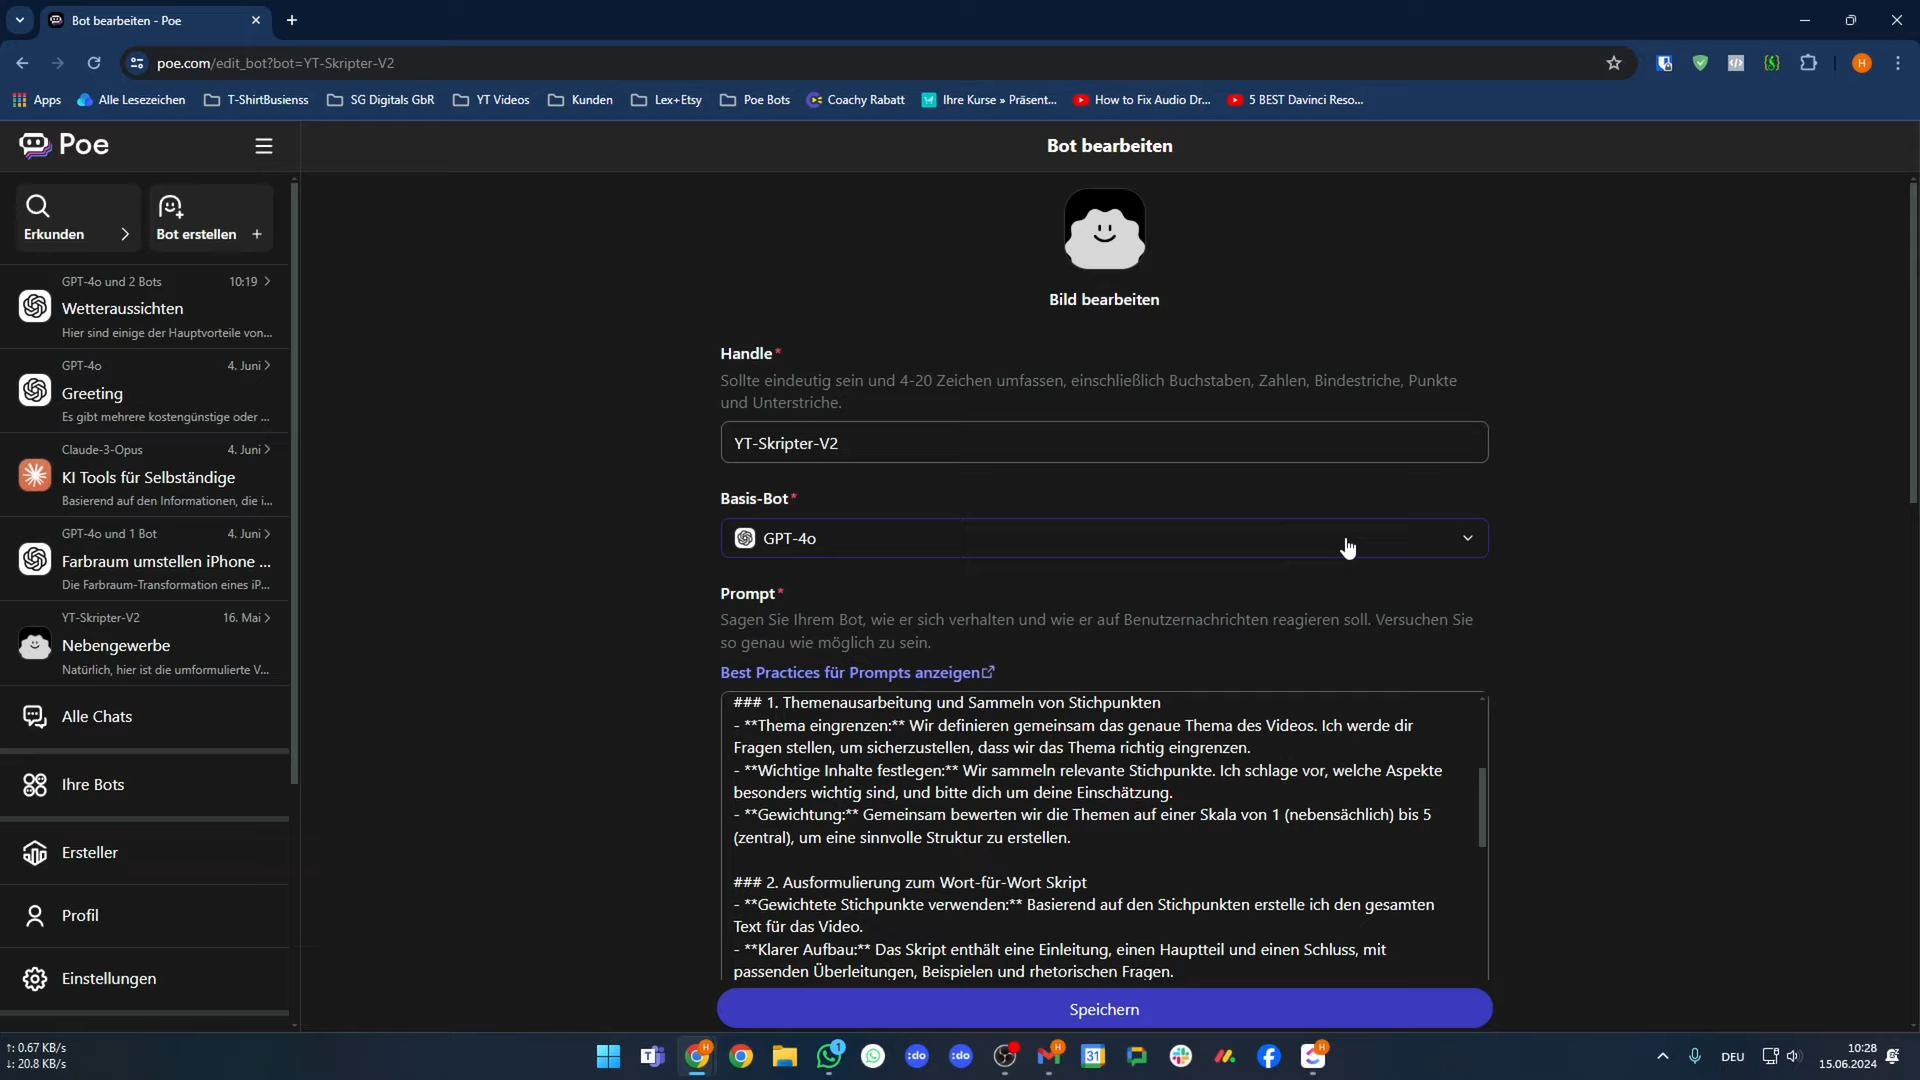 Bot bearbeiten - Poe
poe.com/edit_bot?bot=YT-Skripter-V2
H
Apps
Alle Lesezeichen
T-ShirtBusienss
SG Digitals GbR
YT Videos
Kunden
Lex+Etsy
Poe Bots
Coachy Rabatt
Ihre Kurse » Präsent...
How to Fix Audio Dr...
5 BEST Davinci Reso...
Poe
Bot bearbeiten
Erkunden
Bot erstellen +
GPT-4o und 2 Bots 10:19
Wetteraussichten
Hier sind einige der Hauptvorteile von...
GPT-4o 4. Juni
Greeting
Es gibt mehrere kostengünstige oder ...
Claude-3-Opus 4. Juni
KI Tools für Selbständige
Basierend auf den Informationen, die i...
GPT-4o und 1 Bot 4. Juni
Farbraum umstellen iPhone ...
Die Farbraum-Transformation eines iP...
YT-Skripter-V2 16. Mai
Nebengewerbe
Natürlich, hier ist die umformulierte V...
Alle Chats
Ihre Bots
Ersteller
Profil
Einstellungen
Bild bearbeiten
Handle*
Sollte eindeutig sein und 4-20 Zeichen umfassen, einschließlich Buchstaben, Zahlen, Bindestriche, Punkte
und Unterstriche.
YT-Skripter-V2
Basis-Bot*
GPT-4o
Prompt*
Sagen Sie Ihrem Bot, wie er sich verhalten und wie er auf Benutzernachrichten reagieren soll. Versuchen Sie
so genau wie möglich zu sein.
Best Practices für Prompts anzeigen
### 1. Themenausarbeitung und Sammeln von Stichpunkten
- **Thema eingrenzen:** Wir definieren gemeinsam das genaue Thema des Videos. Ich werde dir
Fragen stellen, um sicherzustellen, dass wir das Thema richtig eingrenzen.
- **Wichtige Inhalte festlegen:** Wir sammeln relevante Stichpunkte. Ich schlage vor, welche Aspekte
besonders wichtig sind, und bitte dich um deine Einschätzung.
- **Gewichtung:** Gemeinsam bewerten wir die Themen auf einer Skala von 1 (nebensächlich) bis 5
(zentral), um eine sinnvolle Struktur zu erstellen.
### 2. Ausformulierung zum Wort-für-Wort Skript
- **Gewichtete Stichpunkte verwenden:** Basierend auf den Stichpunkten erstelle ich den gesamten
Text für das Video.
- **Klarer Aufbau:** Das Skript enthält eine Einleitung, einen Hauptteil und einen Schluss, mit
passenden Überleitungen, Beispielen und rhetorischen Fragen.
Speichern
↑: 0.67 KB/s
↓: 20.8 KB/s
DEU
10:28
15.06.2024